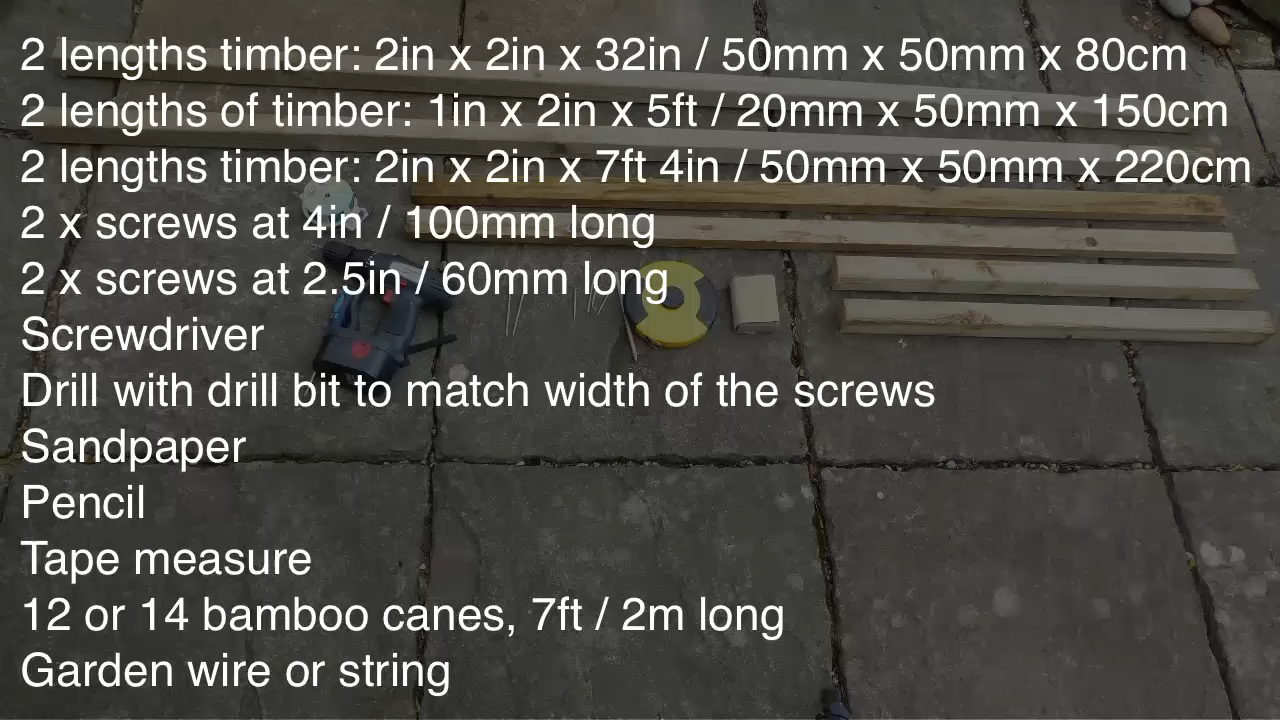 2 lengths timber: 2in x 2in x 32in / 50mm x 50mm x 80cm
2 lengths of timber: 1in x 2in x 5ft / 20mm x 50mm x 150cm
2 lengths timber: 2in x 2in x 7ft 4in / 50mm x 50mm x 220cm
2 x screws at 4in / 100mm long
2 x screws at 2.5in / 60mm long
Screwdriver
Drill with drill bit to match width of the screws
Sandpaper
Pencil
Tape measure
12 or 14 bamboo canes, 7ft / 2m long
Garden wire or string